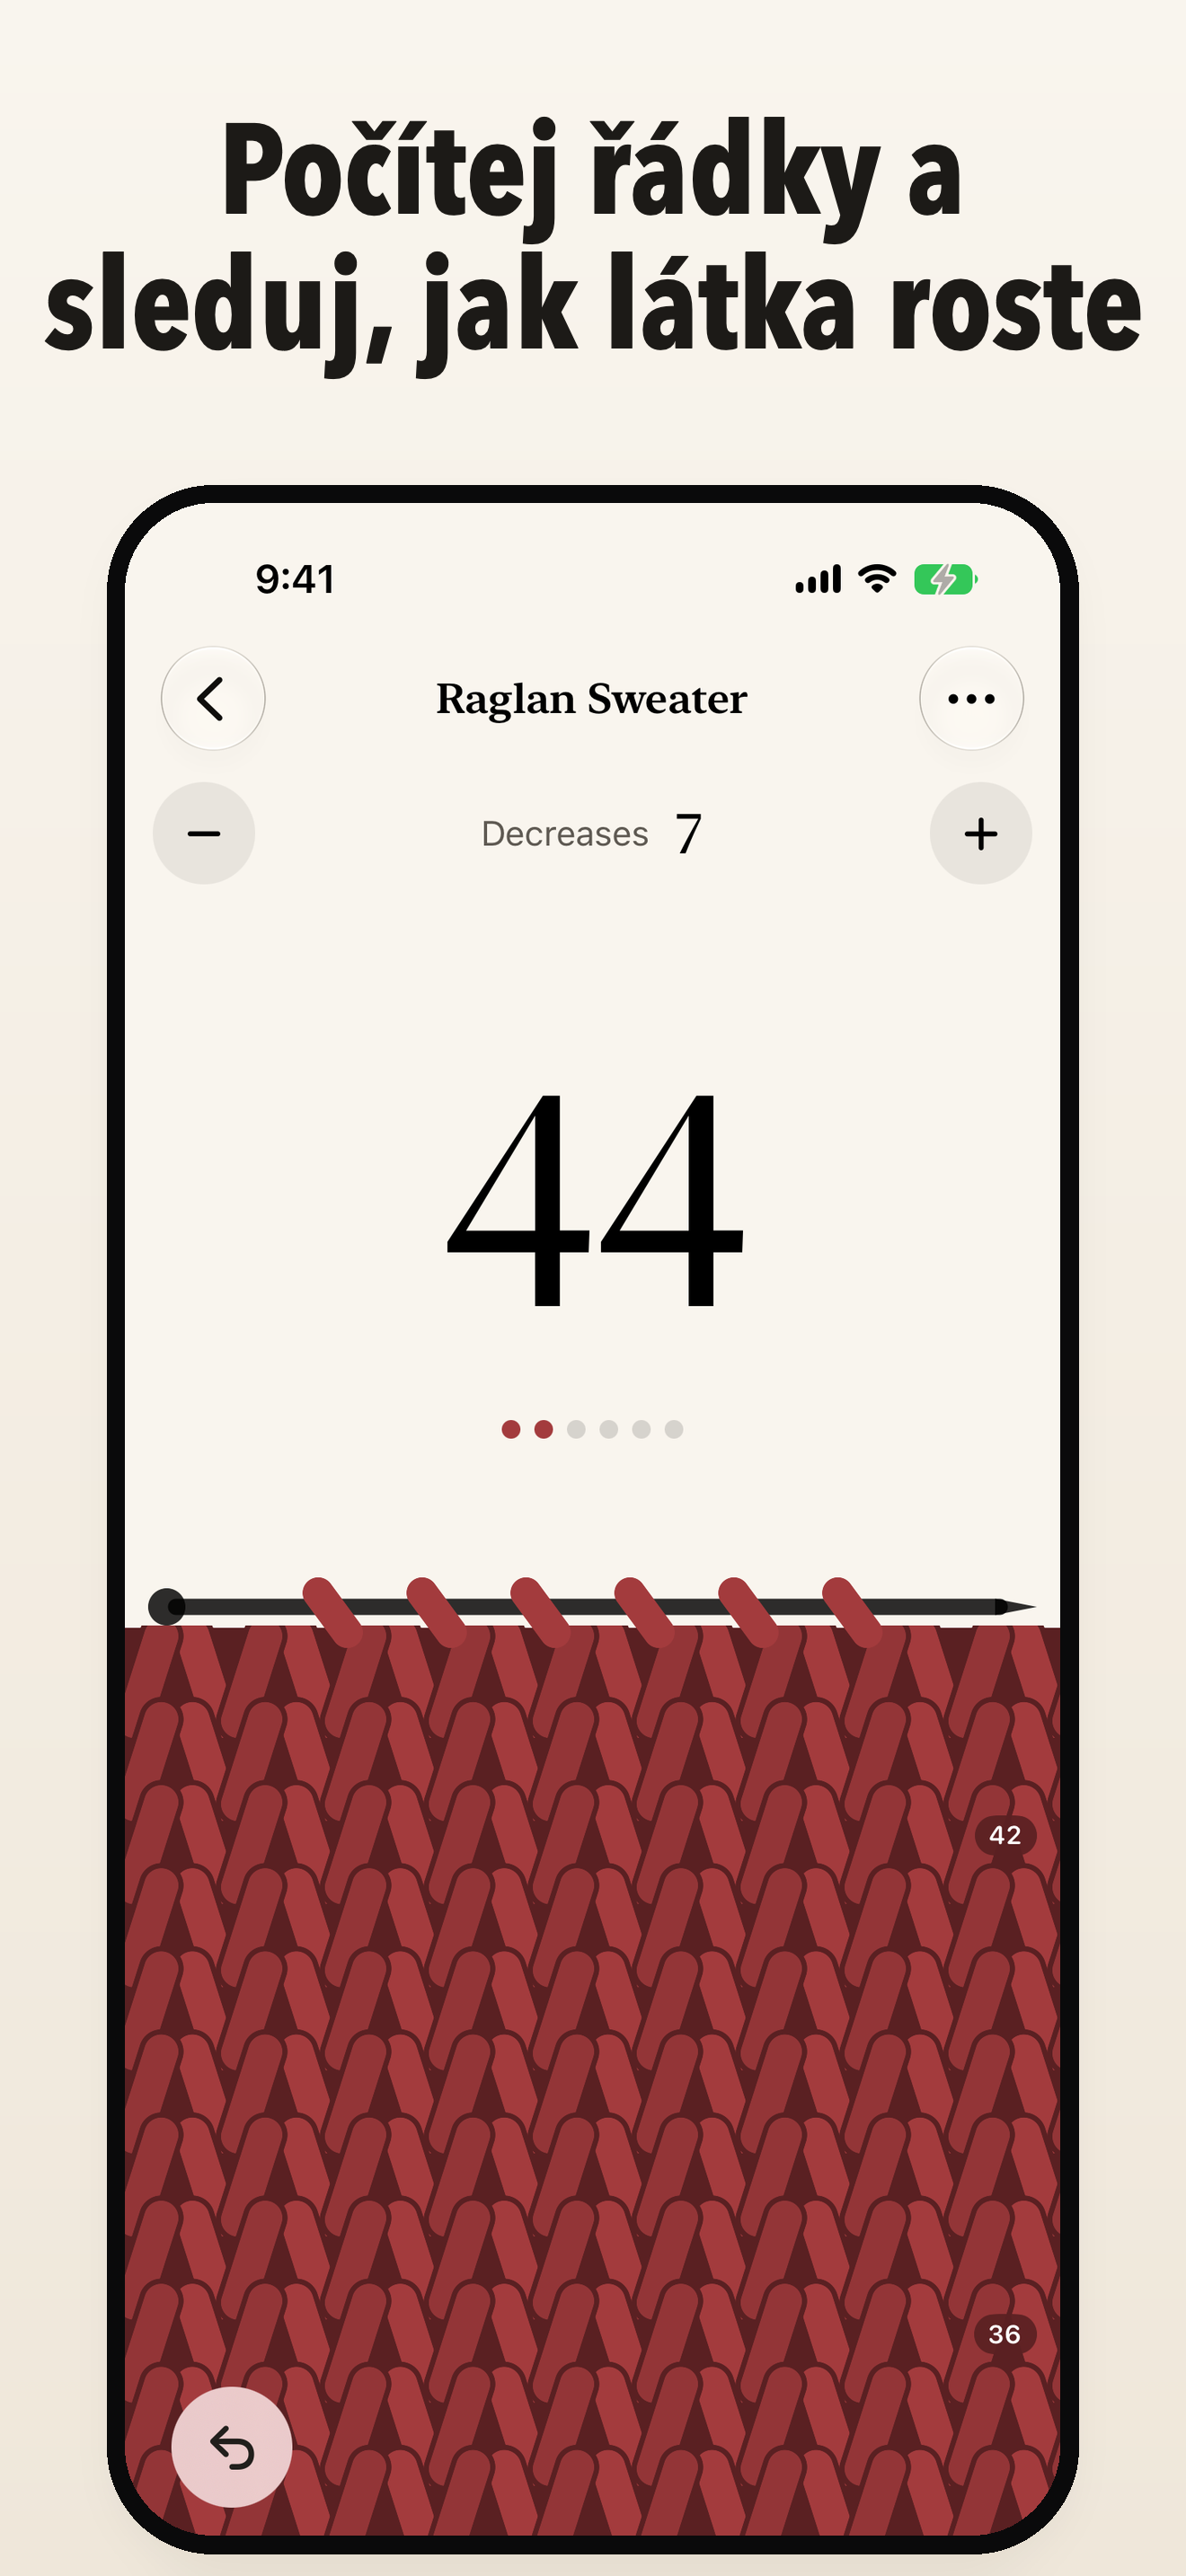 Počítej řádky a
sleduj, jak látka roste
9:41
Raglan Sweater
Decreases 7
44
42
36